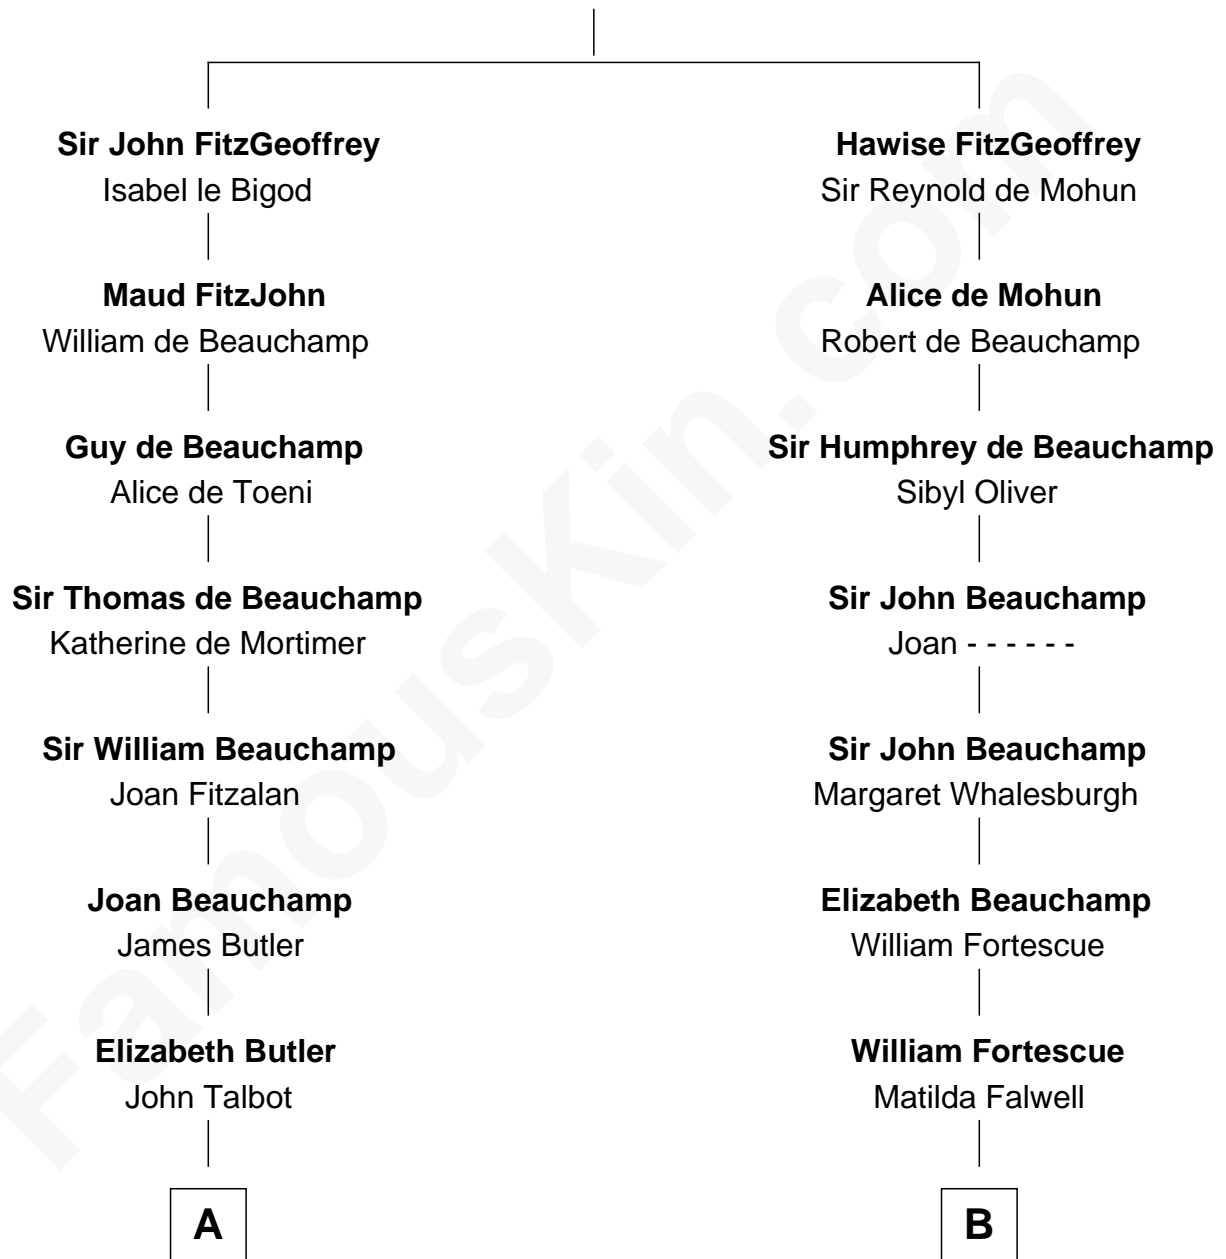 Sir John FitzGeoffrey
Isabel le Bigod
Maud FitzJohn
William de Beauchamp
Guy de Beauchamp
Alice de Toeni
Sir Thomas de Beauchamp
Katherine de Mortimer
Sir William Beauchamp
Joan Fitzalan
Joan Beauchamp
James Butler
Elizabeth Butler
John Talbot
A
Hawise FitzGeoffrey
Sir Reynold de Mohun
Alice de Mohun
Robert de Beauchamp
Sir Humphrey de Beauchamp
Sibyl Oliver
Sir John Beauchamp
Joan - - - - - -
Sir John Beauchamp
Margaret Whalesburgh
Elizabeth Beauchamp
William Fortescue
William Fortescue
Matilda Falwell
B
FamousKin.com